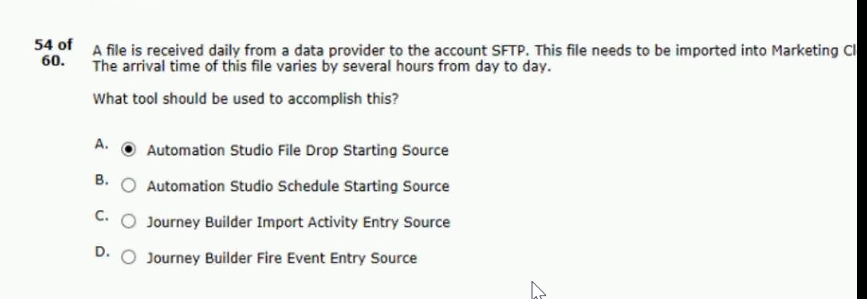 54 of
60.
A file is received daily from a data provider to the account SFTP. This file needs to be imported into Marketing Cl
The arrival time of this file varies by several hours from day to day.
What tool should be used to accomplish this?
A. Automation Studio File Drop Starting Source
B. Automation Studio Schedule Starting Source
C. Journey Builder Import Activity Entry Source
D. Journey Builder Fire Event Entry Source